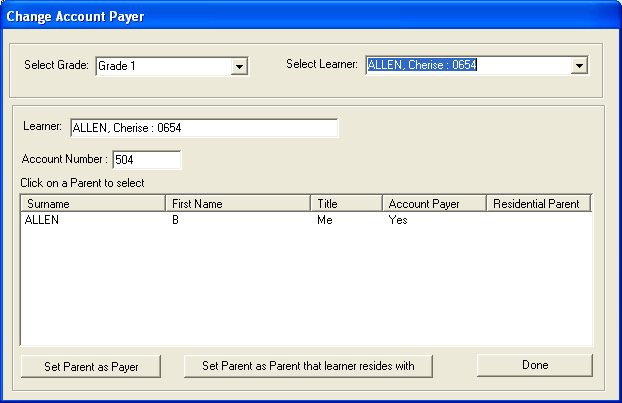 Change Account Payer
Select Grade: Grade 1 Select Learner: ALLEN, Cherise : 0654
Learner: ALLEN, Cherise : 0654
Account Number : 504
Click on a Parent to select
Surname First Name Title Account Payer Residential Parent
ALLEN B Me Yes
Set Parent as Payer Set Parent as Parent that learner resides with Done